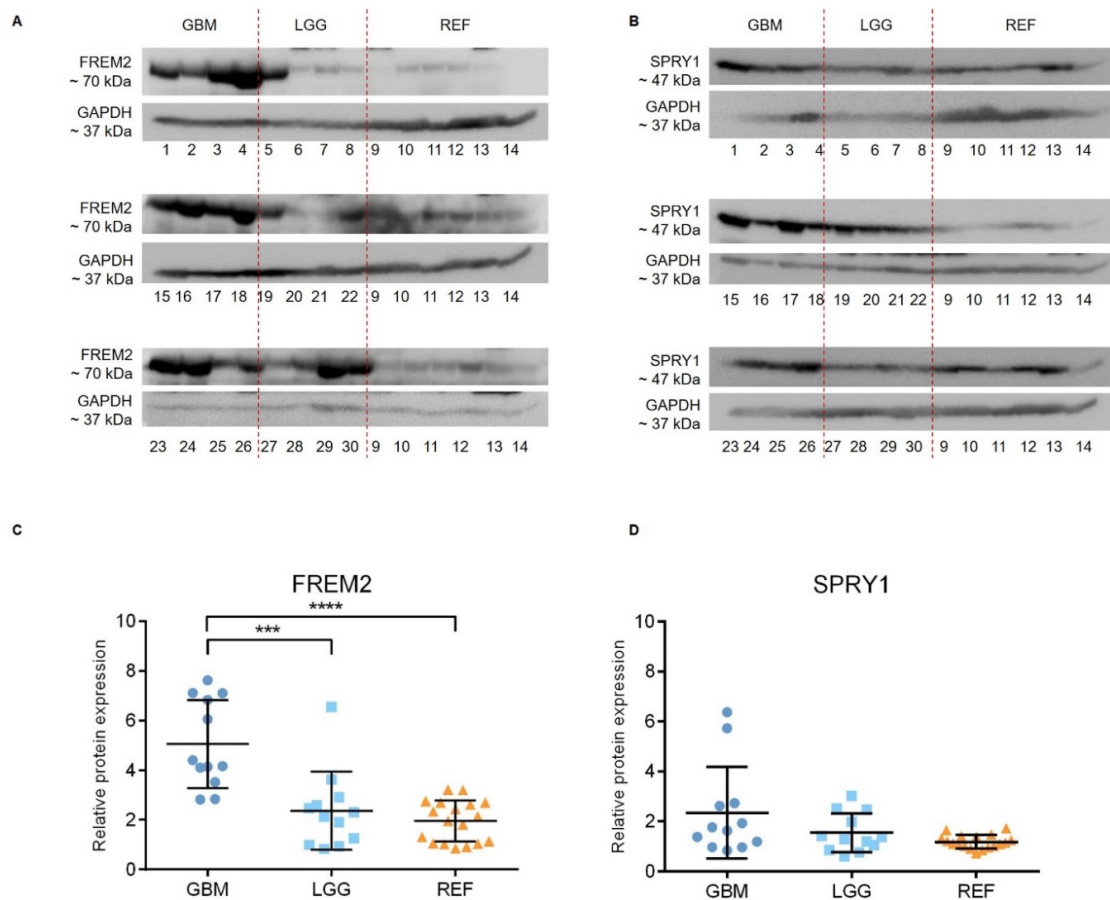 A
GBM LGG REF
FREM2
~ 70 kDa
GAPDH
~ 37 kDa
1 2 3 4 5 6 7 8 9 10 11 12 13 14
FREM2
~ 70 kDa
GAPDH
~ 37 kDa
15 16 17 18 19 20 21 22 9 10 11 12 13 14
FREM2
~ 70 kDa
GAPDH
~ 37 kDa
23 24 25 26 27 28 29 30 9 10 11 12 13 14
B
GBM LGG REF
SPRY1
~ 47 kDa
GAPDH
~ 37 kDa
1 2 3 4 5 6 7 8 9 10 11 12 13 14
SPRY1
~ 47 kDa
GAPDH
~ 37 kDa
15 16 17 18 19 20 21 22 9 10 11 12 13 14
SPRY1
~ 47 kDa
GAPDH
~ 37 kDa
23 24 25 26 27 28 29 30 9 10 11 12 13 14
C
FREM2
Relative protein expression
10
8
6
4
2
0
****
***
GBM LGG REF
D
SPRY1
Relative protein expression
10
8
6
4
2
0
GBM LGG REF